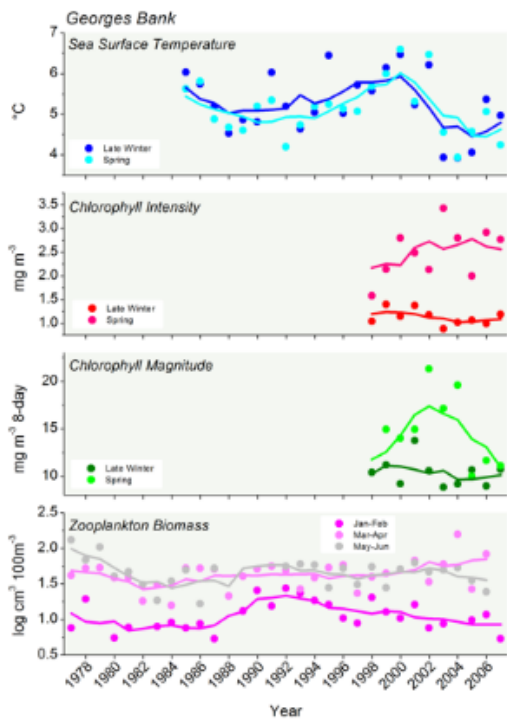 Georges Bank
Sea Surface Temperature
7
6
5
4
°C
Late Winter
Spring
Chlorophyll Intensity
3.5
3.0
2.5
2.0
1.5
1.0
mg m-3
Late Winter
Spring
Chlorophyll Magnitude
20
15
10
mg m-3 8-day
Late Winter
Spring
Zooplankton Biomass
2.5
2.0
1.5
1.0
0.5
log cm3 100m-3
Jan-Feb
Mar-Apr
May-Jun
1978 1980 1982 1984 1986 1988 1990 1992 1994 1996 1998 2000 2002 2004 2006
Year